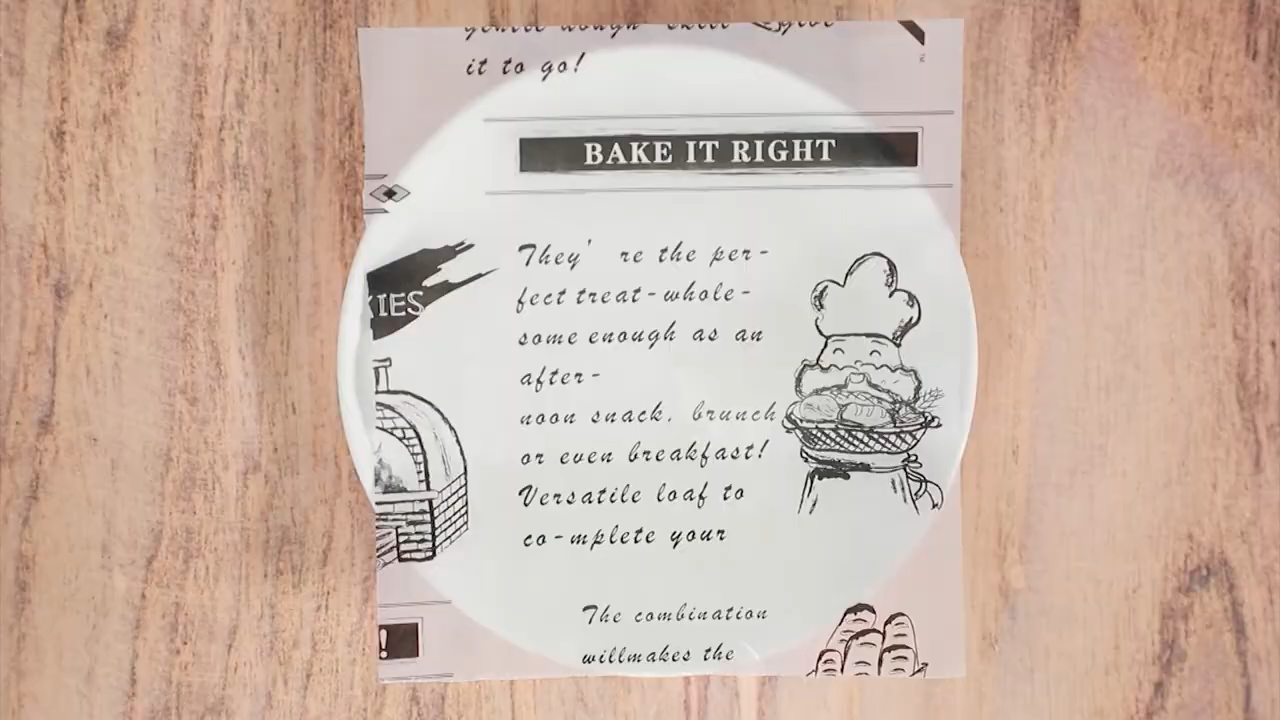 it to go!
BAKE IT RIGHT
They' re the per-
fect treat-whole-
some enough as an
after-
noon snack, brunch
or even breakfast!
Versatile loaf to
co-mplete your
KIES
!
The combination
willmakes the